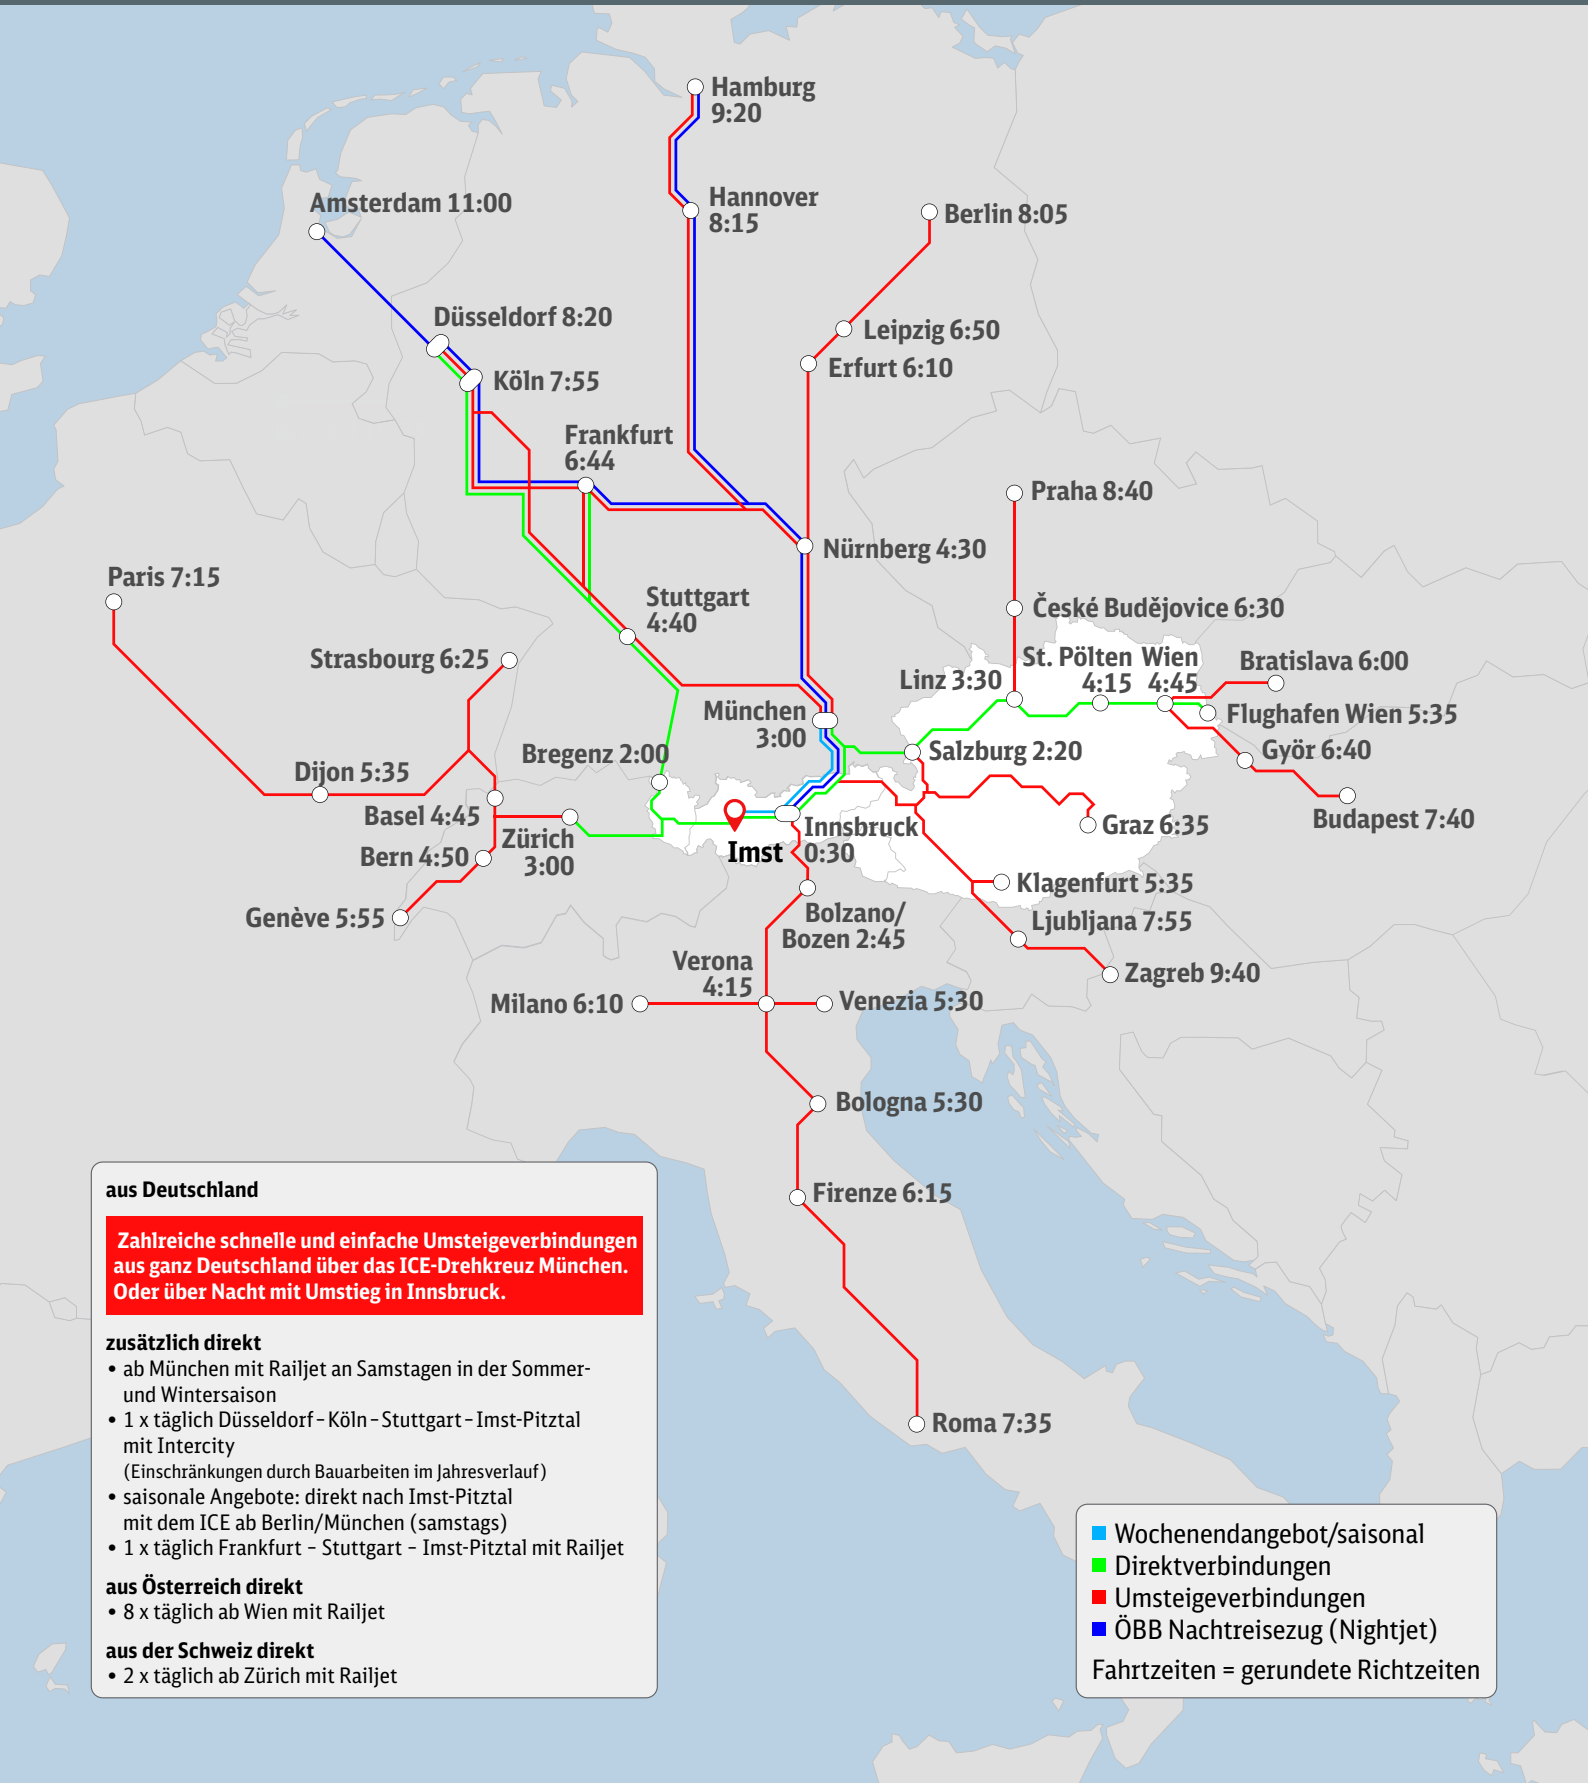 Hamburg
9:20
Hannover
8:15
Amsterdam 11:00
Berlin 8:05
Düsseldorf 8:20
Leipzig 6:50
Erfurt 6:10
Köln 7:55
Frankfurt
6:44
Praha 8:40
Nürnberg 4:30
Paris 7:15
Stuttgart
4:40
České Budějovice 6:30
Strasbourg 6:25
St. Pölten
4:15
Wien
4:45
Bratislava 6:00
Linz 3:30
München
3:00
Flughafen Wien 5:35
Bregenz 2:00
Salzburg 2:20
Györ 6:40
Dijon 5:35
Basel 4:45
Zürich
3:00
Innsbruck
0:30
Imst
Graz 6:35
Budapest 7:40
Bern 4:50
Klagenfurt 5:35
Genève 5:55
Bolzano/
Bozen 2:45
Ljubljana 7:55
Verona
4:15
Zagreb 9:40
Milano 6:10
Venezia 5:30
Bologna 5:30
Firenze 6:15
Roma 7:35
aus Deutschland
Zahlreiche schnelle und einfache Umsteigeverbindungen
aus ganz Deutschland über das ICE-Drehkreuz München.
Oder über Nacht mit Umstieg in Innsbruck.
zusätzlich direkt
• ab München mit Railjet an Samstagen in der Sommer-
und Wintersaison
• 1 x täglich Düsseldorf – Köln – Stuttgart – Imst-Pitztal
mit Intercity
(Einschränkungen durch Bauarbeiten im Jahresverlauf)
• saisonale Angebote: direkt nach Imst-Pitztal
mit dem ICE ab Berlin/München (samstags)
• 1 x täglich Frankfurt – Stuttgart – Imst-Pitztal mit Railjet
aus Österreich direkt
• 8 x täglich ab Wien mit Railjet
aus der Schweiz direkt
• 2 x täglich ab Zürich mit Railjet
Wochenendangebot/saisonal
Direktverbindungen
Umsteigeverbindungen
ÖBB Nachtreisezug (Nightjet)
Fahrtzeiten = gerundete Richtzeiten